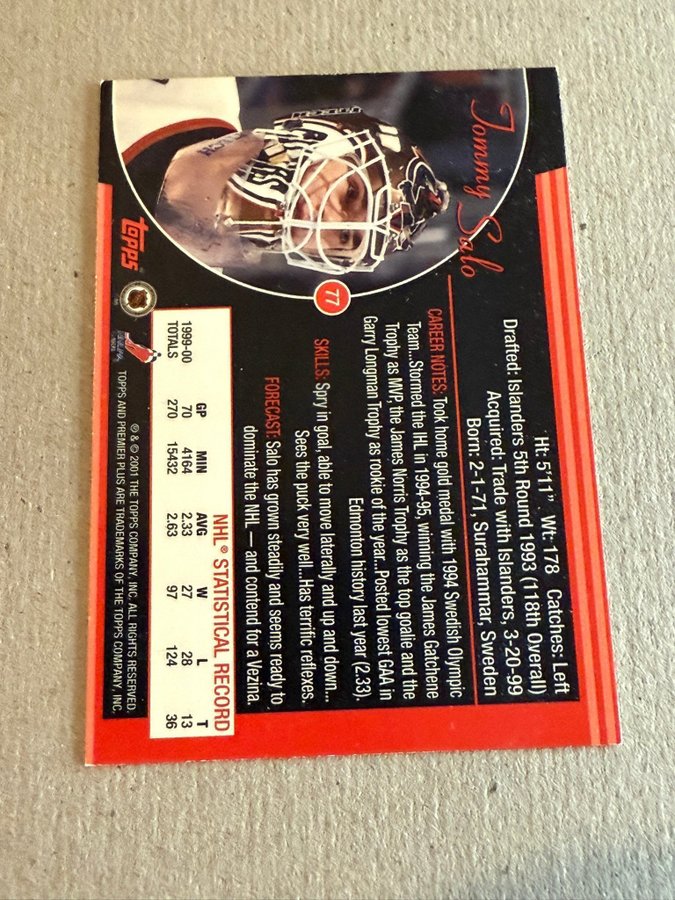 Tommy Salo
Ht: 5'11" Wt: 178 Catches: Left
Drafted: Islanders 5th Round 1993 (118th Overall)
Acquired: Trade with Islanders, 3-20-99
Born: 2-1-71, Surahammar, Sweden
CAREER NOTES: Took home gold medal with 1994 Swedish Olympic
Team...Stormed the IHL in 1994-95, winning the James Gatchene
Trophy as MVP, the James Norris Trophy as the top goalie and the
Garry Longman Trophy as rookie of the year...Posted lowest GAA in
Edmonton history last year (2.33).
SKILLS: Spry in goal, able to move laterally and up and down...
Sees the puck very well...Has terrific reflexes.
FORECAST: Salo has grown steadily and seems ready to
dominate the NHL — and contend for a Vezina.
77
topps
NHL® STATISTICAL RECORD
GP MIN AVG W L T
1999-00 70 4164 2.33 27 28 13
TOTALS 270 15432 2.63 97 124 36
® & © 2001 THE TOPPS COMPANY, INC. ALL RIGHTS RESERVED.
TOPPS AND PREMIER PLUS ARE TRADEMARKS OF THE TOPPS COMPANY, INC.